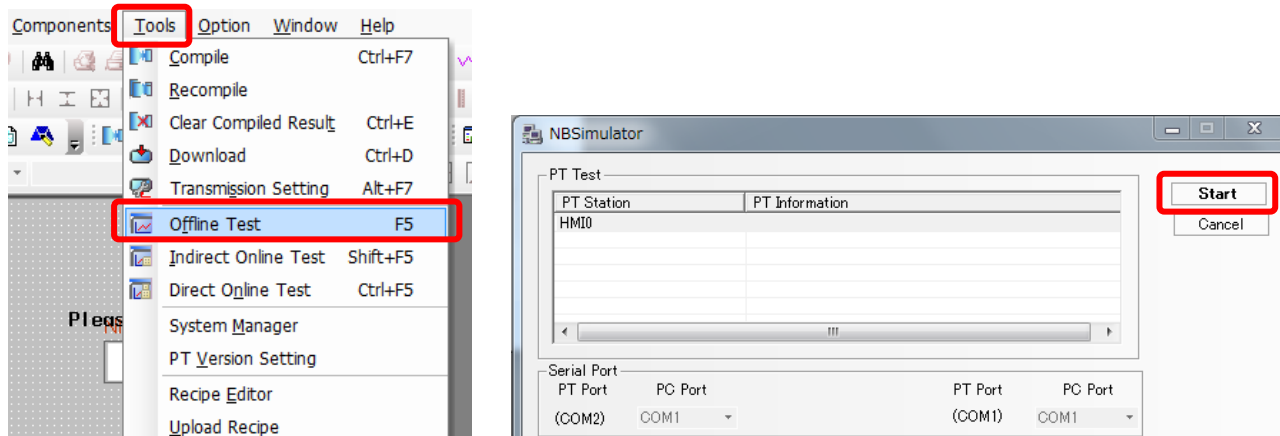 Components Tools Option Window Help
Compile Ctrl+F7
Recompile
Clear Compiled Result Ctrl+E
Download Ctrl+D
Transmission Setting Alt+F7
Offline Test F5
Indirect Online Test Shift+F5
Direct Online Test Ctrl+F5
System Manager
PT Version Setting
Recipe Editor
Upload Recipe
Pleas
NBSimulator
PT Test
PT Station PT Information
HMI0
Start
Cancel
Serial Port
PT Port PC Port PT Port PC Port
(COM2) COM1 (COM1) COM1